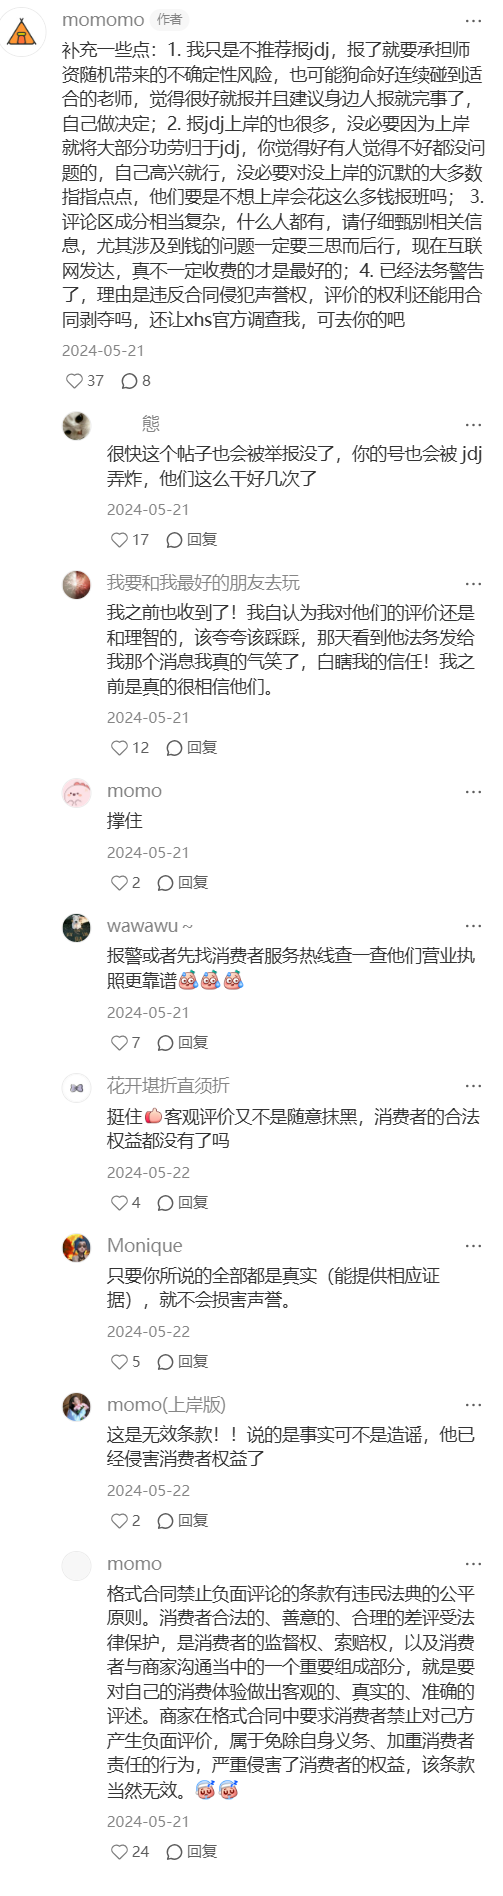 momomo 作者
补充一些点：1. 我只是不推荐报jdj，报了就要承担师
资随机带来的不确定性风险，也可能狗命好连续碰到适
合的老师，觉得很好就报并且建议身边人报就完事了，
自己做决定；2. 报jdj上岸的也很多，没必要因为上岸
就将大部分功劳归于jdj，你觉得好有人觉得不好都没问
题的，自己高兴就行，没必要对没上岸的沉默的大多数
指指点点，他们要是不想上岸会花这么多钱报班吗； 3.
评论区成分相当复杂，什么人都有，请仔细甄别相关信
息，尤其涉及到钱的问题一定要三思而后行，现在互联
网发达，真不一定收费的才是最好的；4. 已经法务警告
了，理由是违反合同侵犯声誉权，评价的权利还能用合
同剥夺吗，还让xhs官方调查我，可去你的吧
2024-05-21
37 8
熊
很快这个帖子也会被举报没了，你的号也会被 jdj
弄炸，他们这么干好几次了
2024-05-21
17 回复
我要和我最好的朋友去玩
我之前也收到了！我自认为我对他们的评价还是
和理智的，该夸夸该踩踩，那天看到他法务发给
我那个消息我真的气笑了，白瞎我的信任！我之
前是真的很相信他们。
2024-05-21
12 回复
momo
撑住
2024-05-21
2 回复
wawawu ~
报警或者先找消费者服务热线查一查他们营业执
照更靠谱
2024-05-21
7 回复
花开堪折直须折
挺住👍客观评价又不是随意抹黑，消费者的合法
权益都没有了吗
2024-05-22
4 回复
Monique
只要你所说的全部都是真实（能提供相应证
据），就不会损害声誉。
2024-05-22
5 回复
momo(上岸版)
这是无效条款！！说的是事实可不是造谣，他已
经侵害消费者权益了
2024-05-22
2 回复
momo
格式合同禁止负面评论的条款有违民法典的公平
原则。消费者合法的、善意的、合理的差评受法
律保护，是消费者的监督权、索赔权，以及消费
者与商家沟通当中的一个重要组成部分，就是要
对自己的消费体验做出客观的、真实的、准确的
评述。商家在格式合同中要求消费者禁止对己方
产生负面评价，属于免除自身义务、加重消费者
责任的行为，严重侵害了消费者的权益，该条款
当然无效。
2024-05-21
24 回复